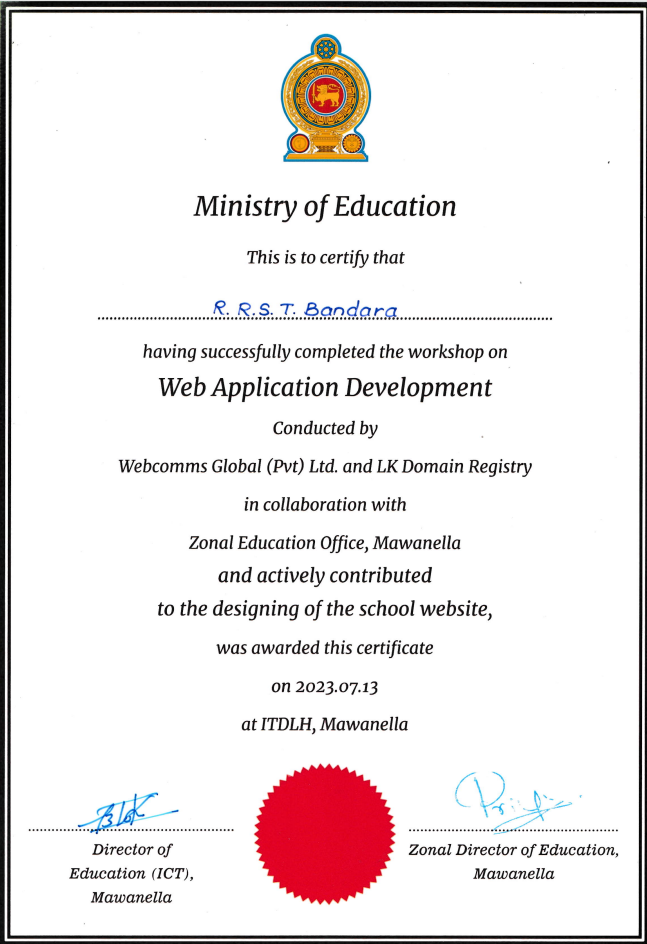 Ministry of Education
This is to certify that
R. R. S. T. Bandara
having successfully completed the workshop on
Web Application Development
Conducted by
Webcomms Global (Pvt) Ltd. and LK Domain Registry
in collaboration with
Zonal Education Office, Mawanella
and actively contributed
to the designing of the school website,
was awarded this certificate
on 2023.07.13
at ITDLH, Mawanella
Director of
Education (ICT),
Mawanella
Zonal Director of Education,
Mawanella